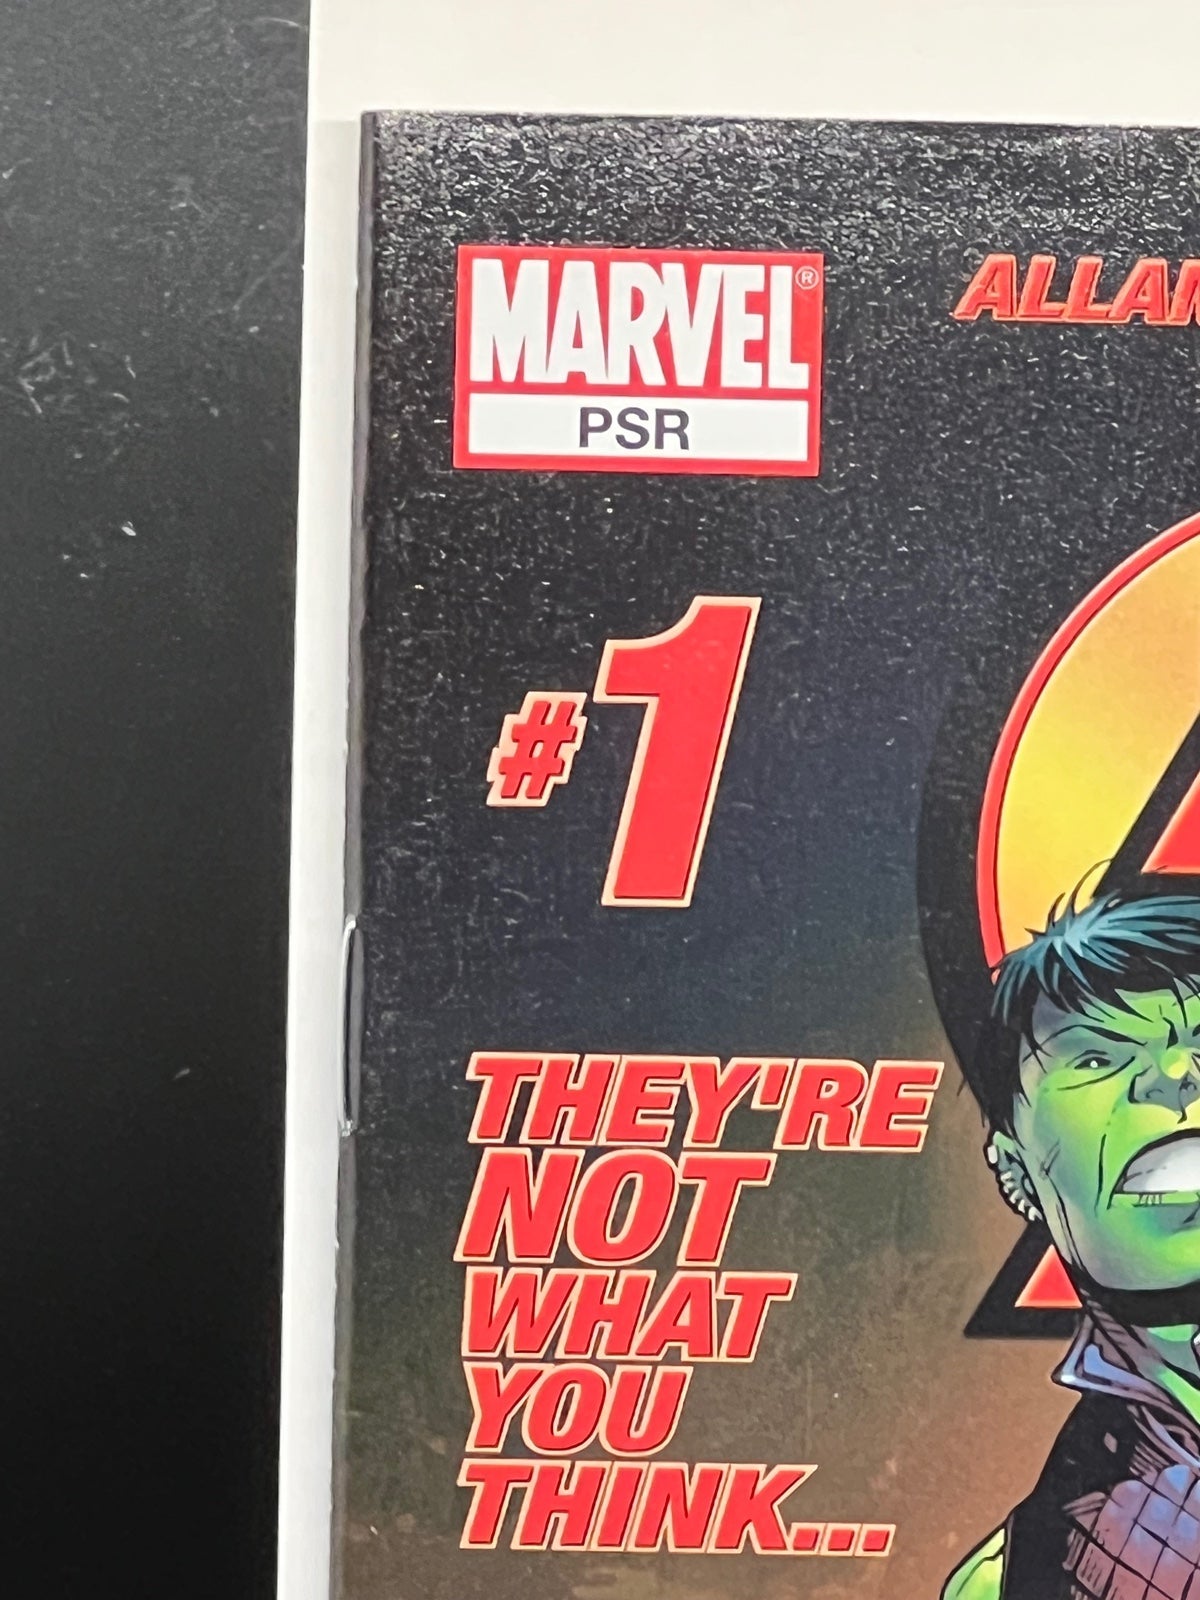 MARVEL®
PSR
#1
THEY'RE
NOT
WHAT
YOU
THINK...